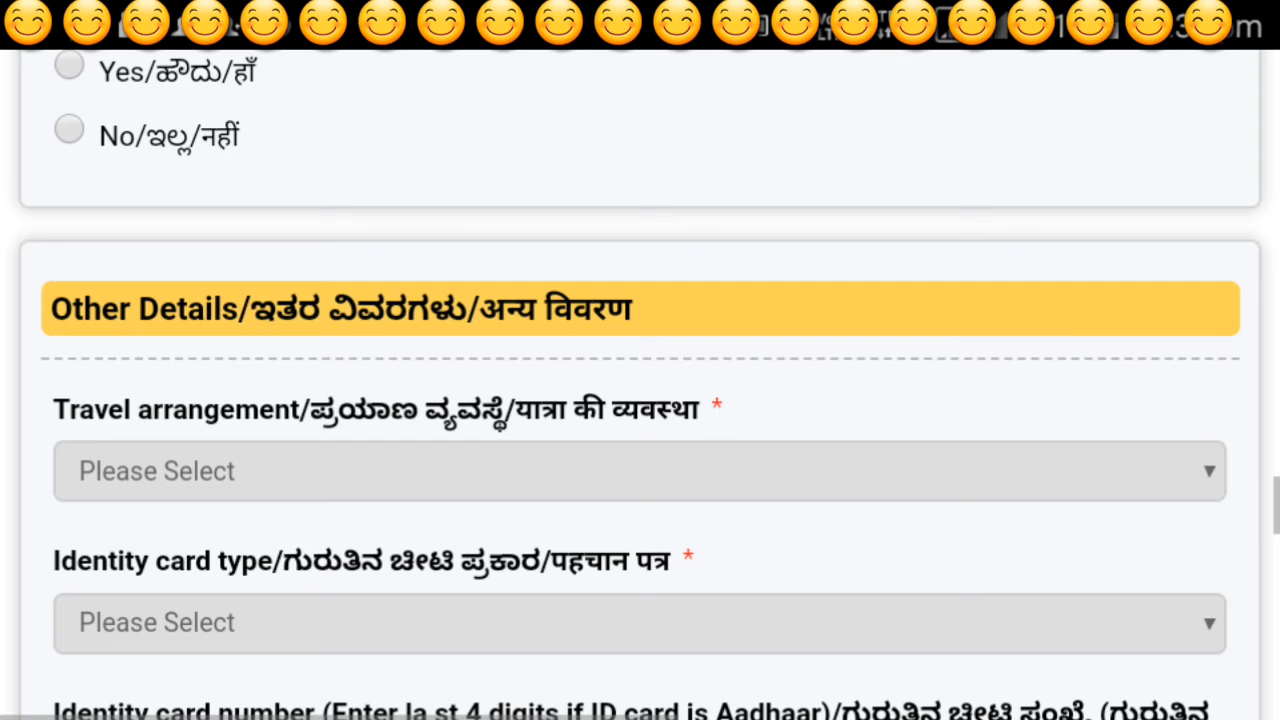 Yes/ಹೌದು/हाँ
No/ಇಲ್ಲ/नहीं
Other Details/ಇತರ ವಿವರಗಳು/अन्य विवरण
Travel arrangement/ಪ್ರಯಾಣ ವ್ಯವಸ್ಥೆ/यात्रा की व्यवस्था *
Please Select
Identity card type/ಗುರುತಿನ ಚೀಟಿ ಪ್ರಕಾರ/पहचान पत्र *
Please Select
Identity card number (Enter la st 4 digits if ID card is Aadhaar)/ಗುರುತಿನ ಚೀಟಿ ಸಂಖ್ಯೆ. (ಗುರುತಿನ